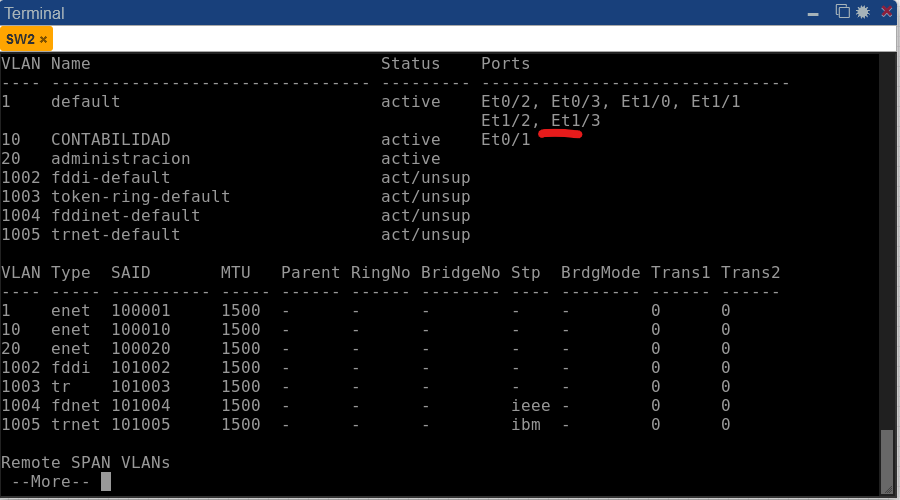 Terminal
SW2 ×
VLAN Name                             Status    Ports
---- -------------------------------- --------- -------------------------------
1    default                          active    Et0/2, Et0/3, Et1/0, Et1/1
                                                Et1/2, Et1/3
10   CONTABILIDAD                     active    Et0/1
20   administracion                   active
1002 fddi-default                     act/unsup
1003 token-ring-default               act/unsup
1004 fddinet-default                  act/unsup
1005 trnet-default                    act/unsup
VLAN Type  SAID       MTU   Parent RingNo BridgeNo Stp  BrdgMode Trans1 Trans2
---- ----- ---------- ----- ------ ------ -------- ---- -------- ------ ------
1    enet  100001     1500  -      -      -        -    -        0      0
10   enet  100010     1500  -      -      -        -    -        0      0
20   enet  100020     1500  -      -      -        -    -        0      0
1002 fddi  101002     1500  -      -      -        -    -        0      0
1003 tr    101003     1500  -      -      -        -    -        0      0
1004 fdnet 101004     1500  -      -      -        ieee -        0      0
1005 trnet 101005     1500  -      -      -        ibm  -        0      0
Remote SPAN VLANs
 --More--